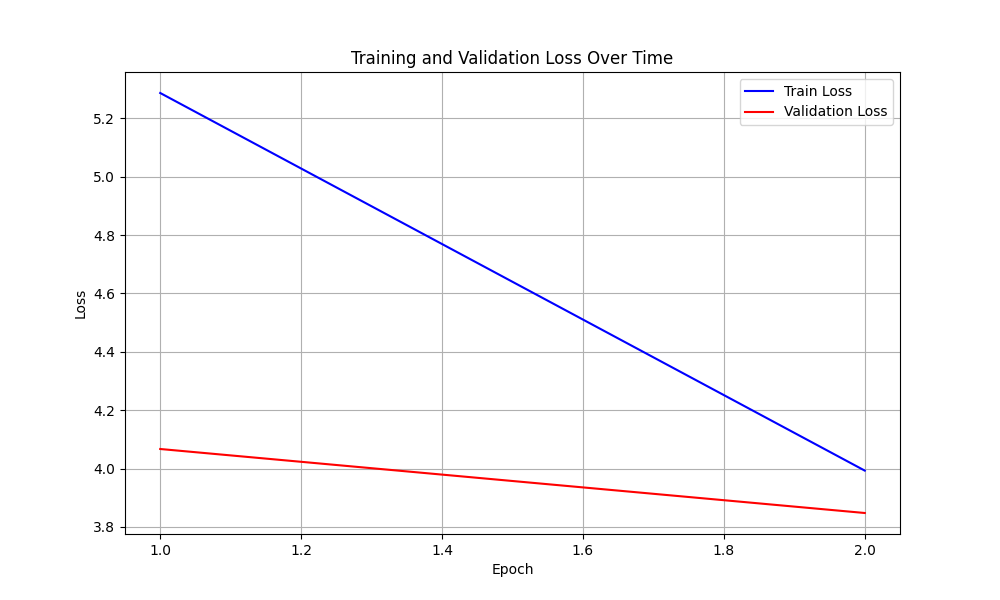 Training and Validation Loss Over Time
Train Loss
Validation Loss
5.2
5.0
4.8
4.6
4.4
4.2
4.0
3.8
Loss
1.0 1.2 1.4 1.6 1.8 2.0
Epoch